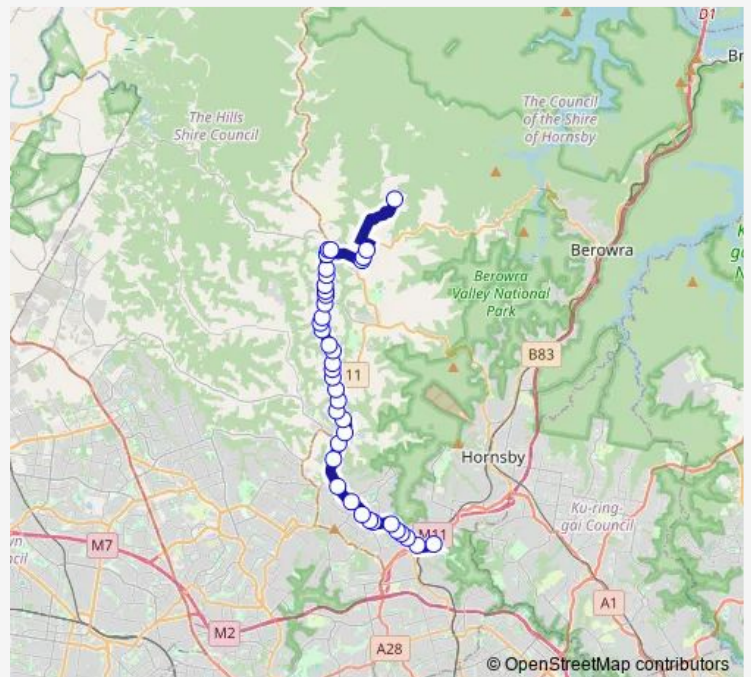 D1
Br
The Hills
Shire Council
The Council
of the Shire
of Hornsby
Berowra
Berowra
Valley National
Park
B83
11
Hornsby
Ku-ring-
gai Council
M11
M7
A1
M2
A28
© OpenStreetMap contributors